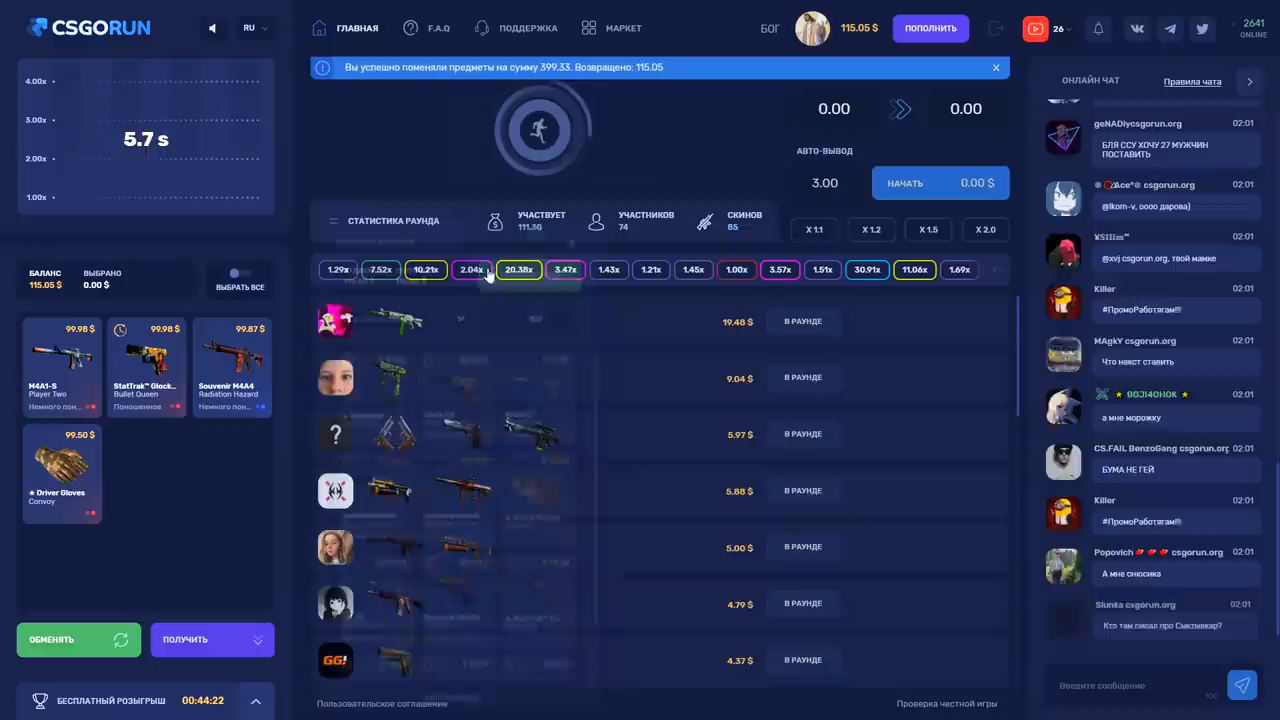 CSGORUN
RU
ГЛАВНАЯ
F.A.Q
ПОДДЕРЖКА
МАРКЕТ
БОГ
115.05 $
ПОПОЛНИТЬ
26
2641
ONLINE
4.00x
3.00x
5.7 s
2.00x
1.00x
Вы успешно поменяли предметы на сумму 399.33. Возвращено: 115.05
0.00
0.00
АВТО-ВЫВОД
3.00
НАЧАТЬ
0.00 $
СТАТИСТИКА РАУНДА
УЧАСТВУЕТ
111.30
УЧАСТНИКОВ
74
СКИНОВ
85
X 1.1
X 1.2
X 1.5
X 2.0
1.29x
7.52x
10.21x
2.04x
20.38x
3.47x
1.43x
1.21x
1.45x
1.00x
3.57x
1.51x
30.91x
11.06x
1.69x
БАЛАНС
115.05 $
ВЫБРАНО
0.00 $
ВЫБРАТЬ ВСЕ
99.98 $
M4A1-S
Player Two
Немного пон...
99.98 $
StatTrak™ Glock...
Bullet Queen
Поношенное
99.87 $
Souvenir M4A4
Radiation Hazard
Немного пон...
99.50 $
★ Driver Gloves
Convoy
19.48 $
В РАУНДЕ
9.04 $
В РАУНДЕ
?
5.97 $
В РАУНДЕ
5.88 $
В РАУНДЕ
5.00 $
В РАУНДЕ
4.79 $
В РАУНДЕ
GG!
4.37 $
В РАУНДЕ
ОБМЕНЯТЬ
ПОЛУЧИТЬ
БЕСПЛАТНЫЙ РОЗЫГРЫШ
00:44:22
Пользовательское соглашение
Проверка честной игры
ОНЛАЙН ЧАТ
Правила чата
geNADiycsgorun.org 02:01
БЛЯ ССУ ХОЧУ 27 МУЖЧИН
ПОСТАВИТЬ
Ace csgorun.org 02:01
@lkom-v, оооо дарова)
02:01
@xvj csgorun.org, твой мамке
Killer 02:01
#ПромоРаботягам!!!
MAgkY csgorun.org 02:01
Что некст ставить
★ BOJI4OHOK ★ 02:01
а мне морожку
CS.FAIL BenzoGang csgorun.org 02:01
БУМА НЕ ГЕЙ
Killer 02:01
#ПромоРаботягам!!!
Popovich csgorun.org 02:01
А мне снюсика
Slunka csgorun.org 02:01
Кто там писал про Сыктывкар?
Введите сообщение
100